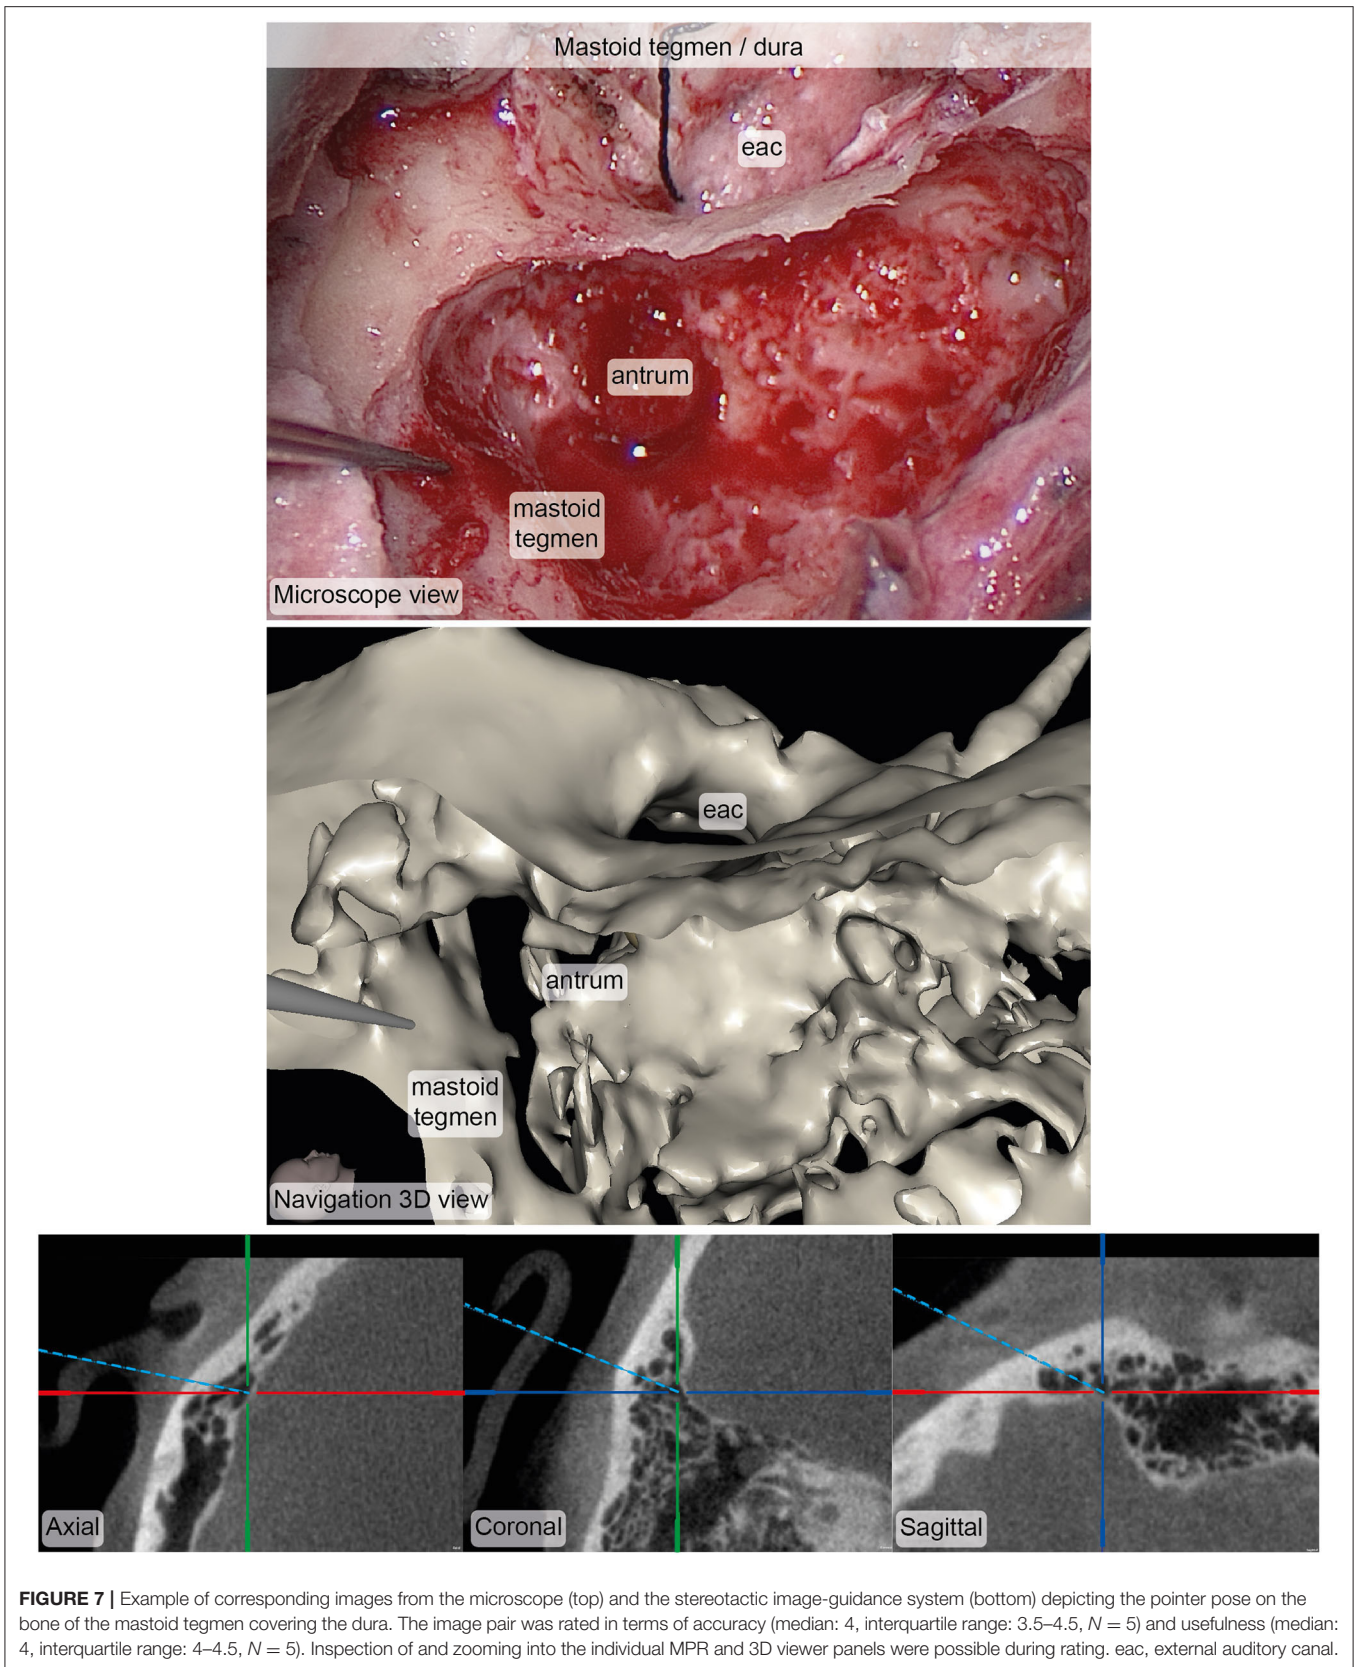 Mastoid tegmen / dura
eac
antrum
mastoid
tegmen
Microscope view
eac
antrum
mastoid
tegmen
Navigation 3D view
Axial
Coronal
Sagittal
FIGURE 7 | Example of corresponding images from the microscope (top) and the stereotactic image-guidance system (bottom) depicting the pointer pose on the
bone of the mastoid tegmen covering the dura. The image pair was rated in terms of accuracy (median: 4, interquartile range: 3.5–4.5, N = 5) and usefulness (median:
4, interquartile range: 4–4.5, N = 5). Inspection of and zooming into the individual MPR and 3D viewer panels were possible during rating. eac, external auditory canal.